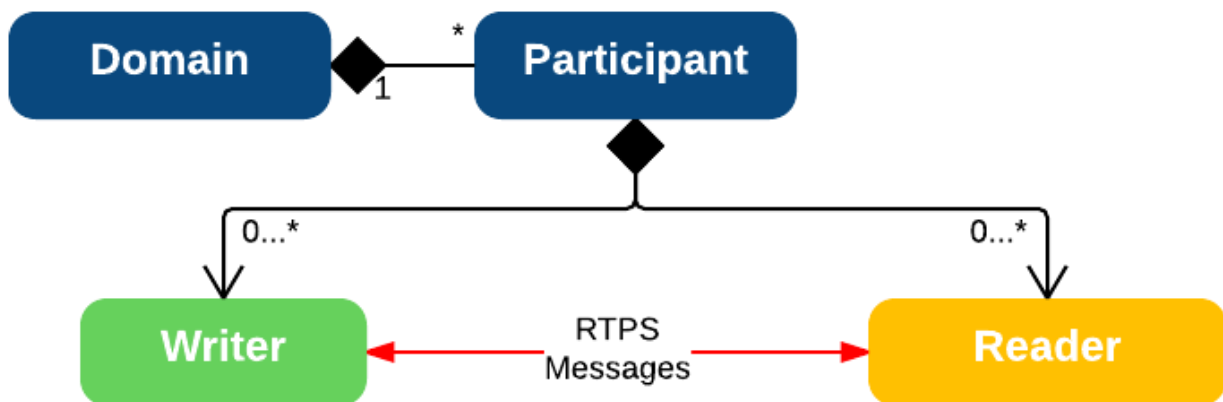 Domain
*
Participant
1
0...*
0...*
Writer
RTPS
Messages
Reader